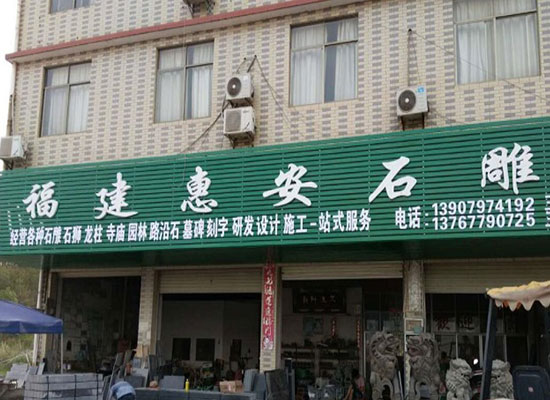 福建惠安石雕
经营各种石雕 石狮 龙柱 寺庙 园林 路沿石 墓碑 刻字 研发设计 施工一站式服务
电话：13907974192
13767790725